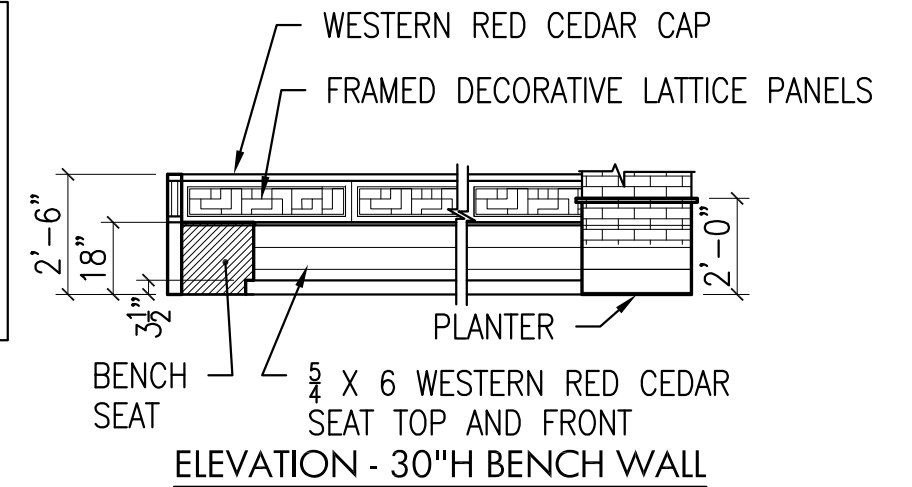 WESTERN RED CEDAR CAP
FRAMED DECORATIVE LATTICE PANELS
2'-6"
18"
3½"
2'-0"
PLANTER
BENCH
SEAT
5/4 X 6 WESTERN RED CEDAR
SEAT TOP AND FRONT
ELEVATION - 30"H BENCH WALL